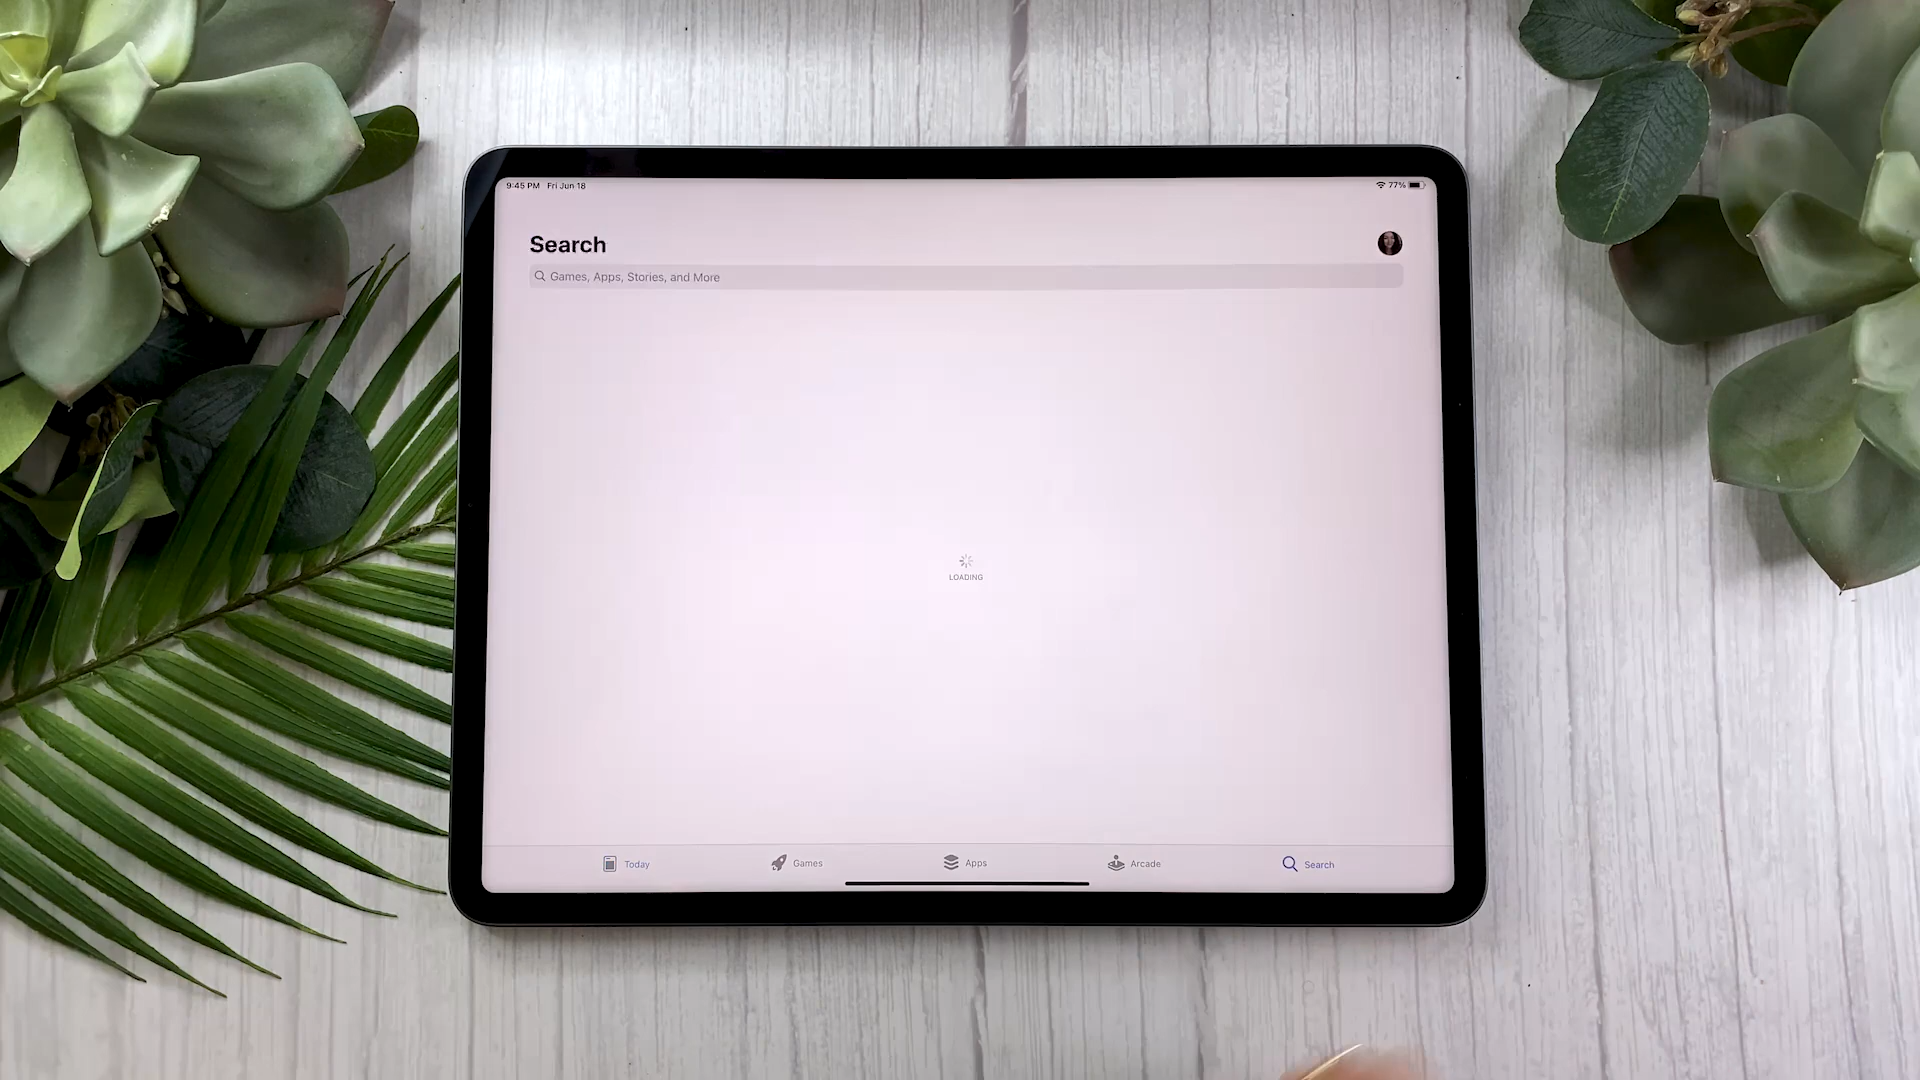 9:45 PM Fri Jun 18
77%
Search
Games, Apps, Stories, and More
LOADING
Today
Games
Apps
Arcade
Search